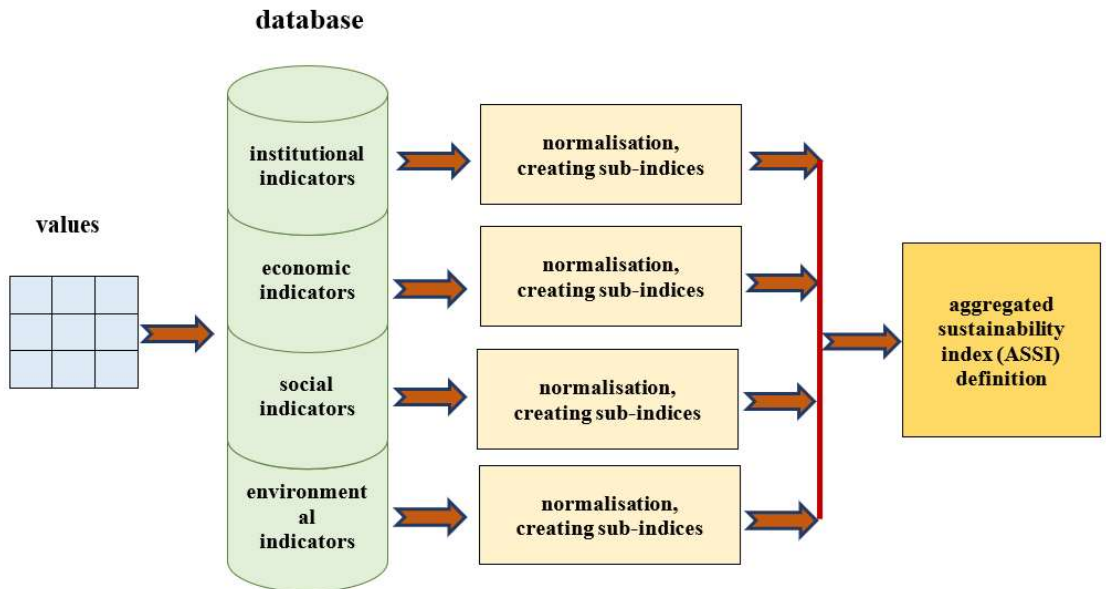 database
values
institutional
indicators
normalisation,
creating sub-indices
economic
indicators
normalisation,
creating sub-indices
social
indicators
normalisation,
creating sub-indices
environment
al
indicators
normalisation,
creating sub-indices
aggregated
sustainability
index (ASSI)
definition